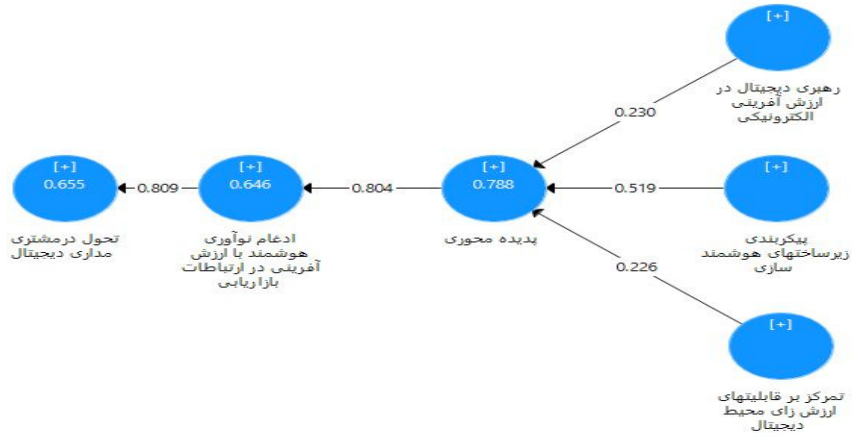 [+]
رهبری دیجیتال در
ارزش آفرینی
الکترونیکی
0.230
[+]
پیکربندی
زیرساختهای هوشمند
سازی
0.519
[+]
تمرکز بر قابلیتهای
ارزش زای محیط
دیجیتال
0.226
[+]
0.788
پدیده محوری
0.804
[+]
0.646
ادغام نوآوری
هوشمند با ارزش
آفرینی در ارتباطات
بازاریابی
0.809
[+]
0.655
تحول درمشتری
مداری دیجیتال